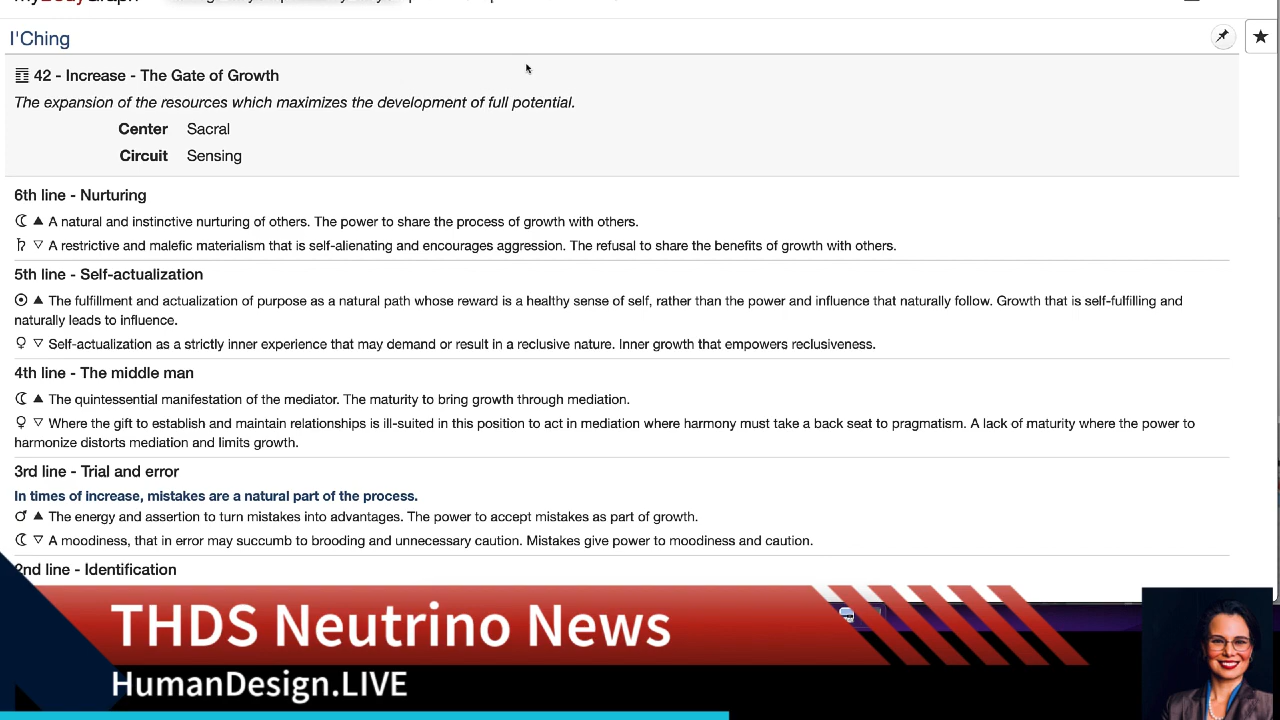 I'Ching
42 - Increase - The Gate of Growth
The expansion of the resources which maximizes the development of full potential.
Center Sacral
Circuit Sensing
6th line - Nurturing
A natural and instinctive nurturing of others. The power to share the process of growth with others.
A restrictive and malefic materialism that is self-alienating and encourages aggression. The refusal to share the benefits of growth with others.
5th line - Self-actualization
The fulfillment and actualization of purpose as a natural path whose reward is a healthy sense of self, rather than the power and influence that naturally follow. Growth that is self-fulfilling and
naturally leads to influence.
Self-actualization as a strictly inner experience that may demand or result in a reclusive nature. Inner growth that empowers reclusiveness.
4th line - The middle man
The quintessential manifestation of the mediator. The maturity to bring growth through mediation.
Where the gift to establish and maintain relationships is ill-suited in this position to act in mediation where harmony must take a back seat to pragmatism. A lack of maturity where the power to
harmonize distorts mediation and limits growth.
3rd line - Trial and error
In times of increase, mistakes are a natural part of the process.
The energy and assertion to turn mistakes into advantages. The power to accept mistakes as part of growth.
A moodiness, that in error may succumb to brooding and unnecessary caution. Mistakes give power to moodiness and caution.
2nd line - Identification
THDS Neutrino News
HumanDesign.LIVE